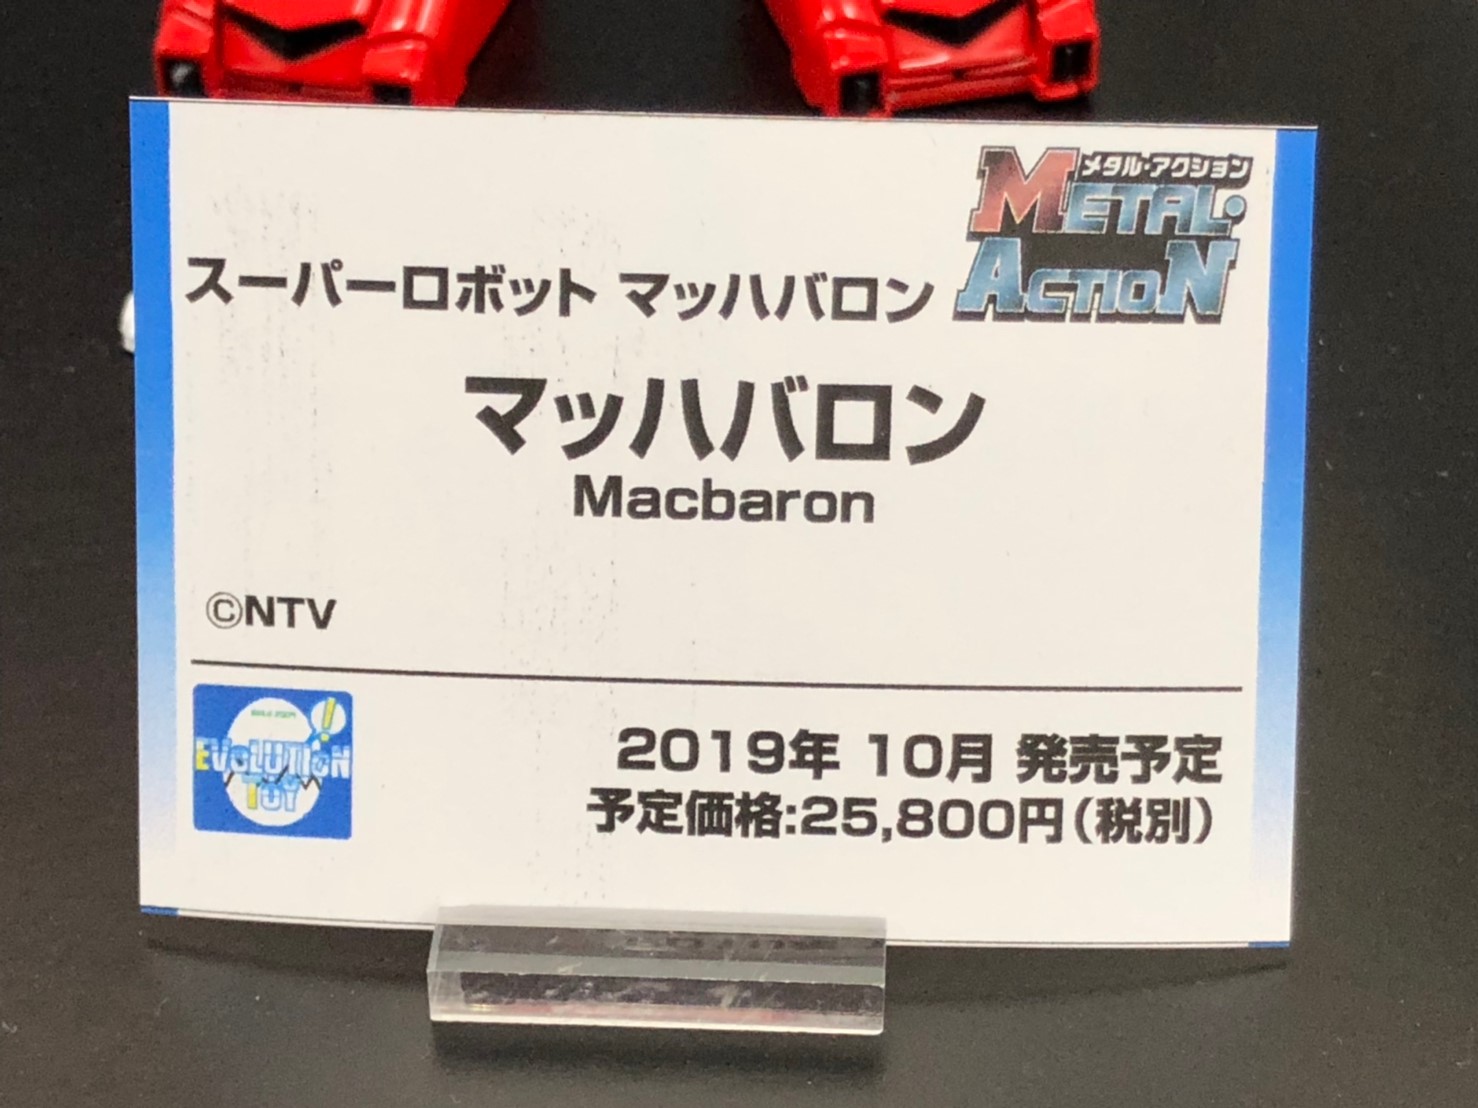 メタル・アクション
METAL・
ACTION
スーパーロボット マッハバロン
マッハバロン
Macbaron
©NTV
EVOLUTION!
TOY
2019年 10月 発売予定
予定価格:25,800円(税別)